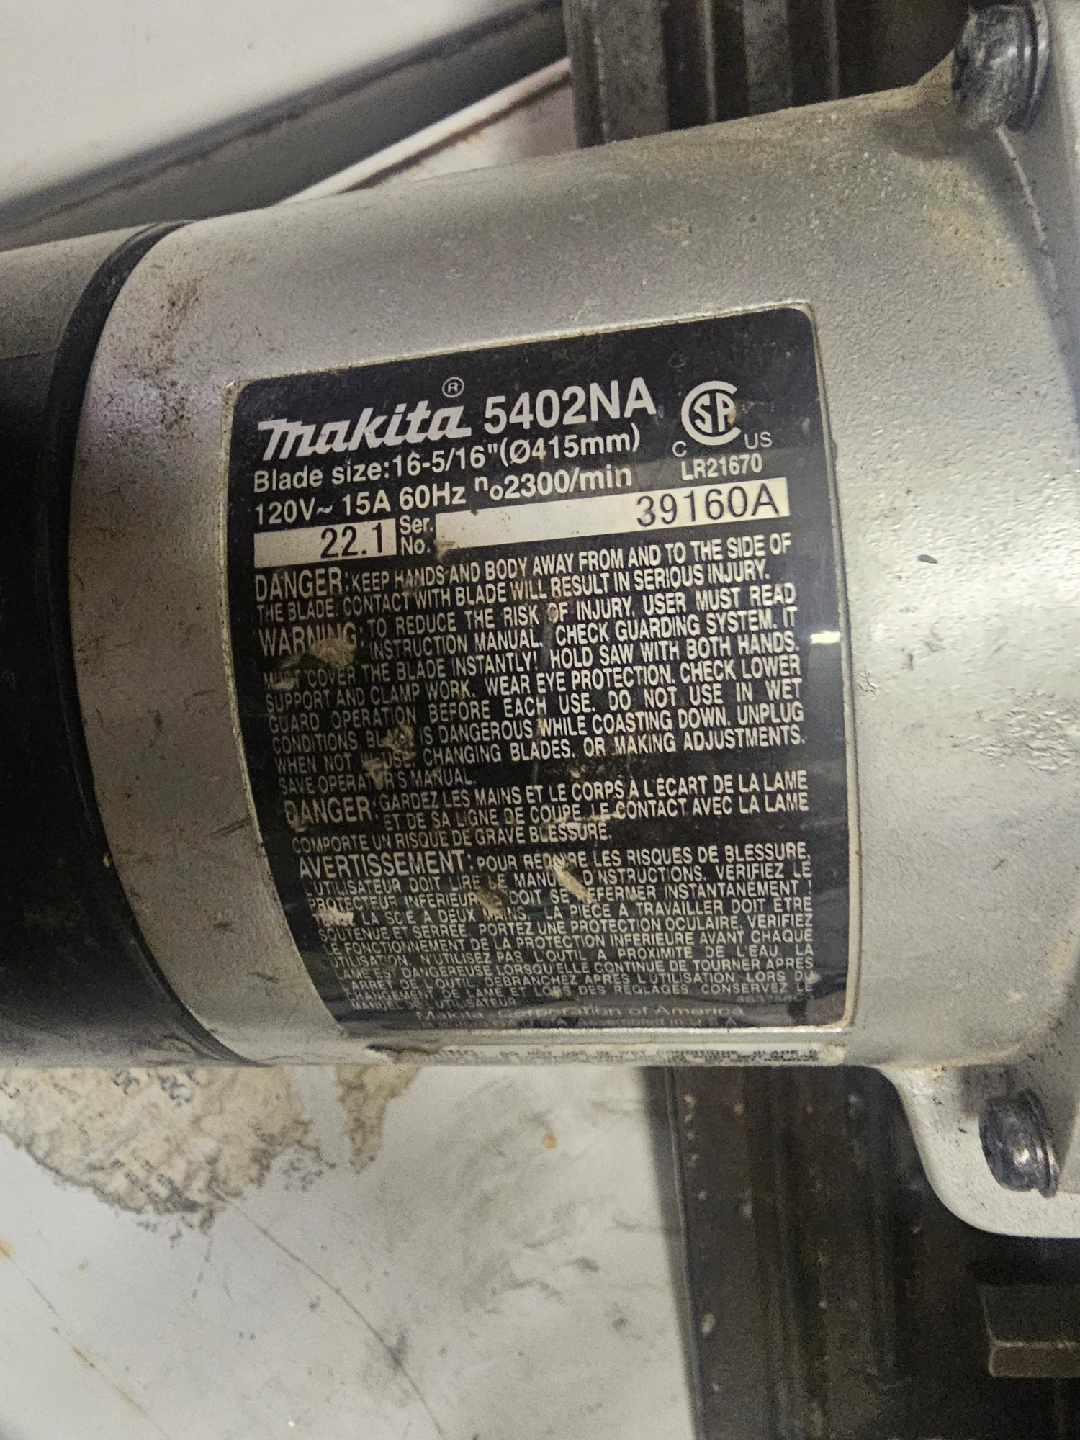 makita® 5402NA
Blade size:16-5/16"(Ø415mm)
120V~ 15A 60Hz no2300/min
C SP US
LR21670
22.1 Ser. No. 39160A
DANGER: KEEP HANDS AND BODY AWAY FROM AND TO THE SIDE OF
THE BLADE. CONTACT WITH BLADE WILL RESULT IN SERIOUS INJURY.
WARNING: TO REDUCE THE RISK OF INJURY, USER MUST READ
INSTRUCTION MANUAL. CHECK GUARDING SYSTEM. IT
MUST COVER THE BLADE INSTANTLY! HOLD SAW WITH BOTH HANDS.
SUPPORT AND CLAMP WORK. WEAR EYE PROTECTION. CHECK LOWER
GUARD OPERATION BEFORE EACH USE. DO NOT USE IN WET
CONDITIONS. IS DANGEROUS WHILE COASTING DOWN. UNPLUG
WHEN NOT CHANGING BLADES, OR MAKING ADJUSTMENTS.
SAVE OPERATOR'S MANUAL.
DANGER: GARDEZ LES MAINS ET LE CORPS A L'ECART DE LA LAME
ET DE SA LIGNE DE COUPE. LE CONTACT AVEC LA LAME
COMPORTE UN RISQUE DE GRAVE BLESSURE.
AVERTISSEMENT: POUR REDUIRE LES RISQUES DE BLESSURE,
L'UTILISATEUR DOIT LIRE LE D'INSTRUCTIONS. VERIFIEZ LE
PROTECTEUR INFERIEUR DOIT SE REFERMER INSTANTANEMENT!
LA SCIE A DEUX MAINS. LA PIECE A TRAVAILLER DOIT ETRE
SOUTENUE ET SERREE. PORTEZ UNE PROTECTION OCULAIRE. VERIFIEZ
LE FONCTIONNEMENT DE LA PROTECTION INFERIEURE AVANT CHAQUE
UTILISATION. N'UTILISEZ PAS L'OUTIL A PROXIMITE DE L'EAU. LA
LAME EST DANGEREUSE LORSQU'ELLE CONTINUE DE TOURNER APRES
ARRET DE L'OUTIL. DEBRANCHEZ APRES L'UTILISATION LORS DU
CHANGEMENT DE LAME ET LORS DES REGLAGES. CONSERVEZ LE
L'UTILISATEUR
Makita Corporation of America